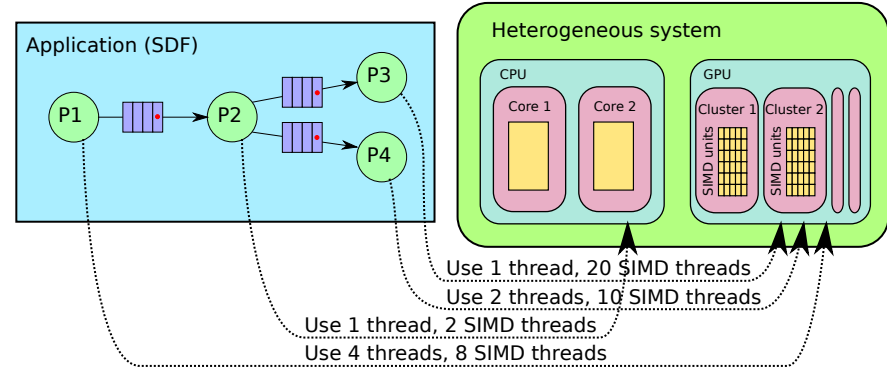 Application (SDF)
P1
P2
P3
P4
Heterogeneous system
CPU
Core 1
Core 2
GPU
Cluster 1
SIMD units
Cluster 2
SIMD units
Use 1 thread, 20 SIMD threads
Use 2 threads, 10 SIMD threads
Use 1 thread, 2 SIMD threads
Use 4 threads, 8 SIMD threads